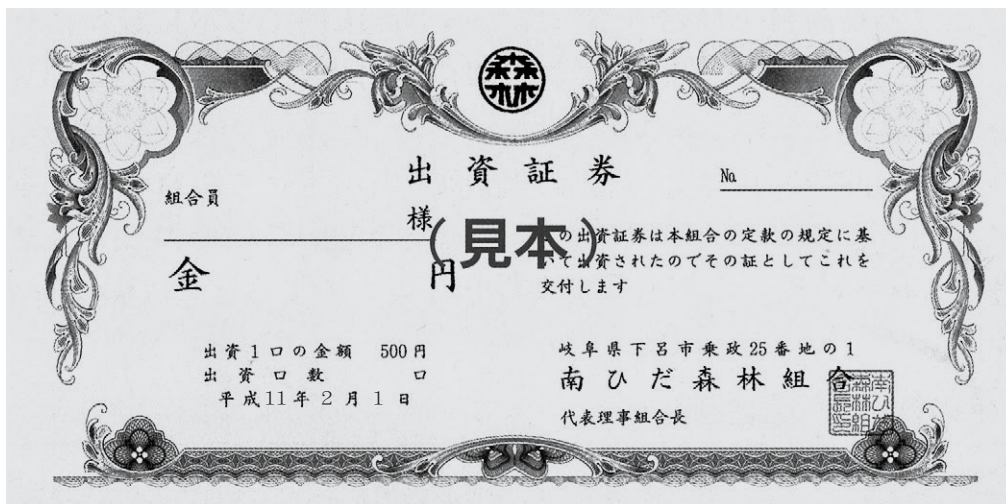 森林
出資証券
No.
組合員
様
(見本)
金 円
の出資証券は本組合の定款の規定に基
いて出資されたのでその証としてこれを
交付します
出資1口の金額 500円
出資口数 口
平成11年2月1日
岐阜県下呂市乗政25番地の1
南ひだ森林組合
代表理事組合長